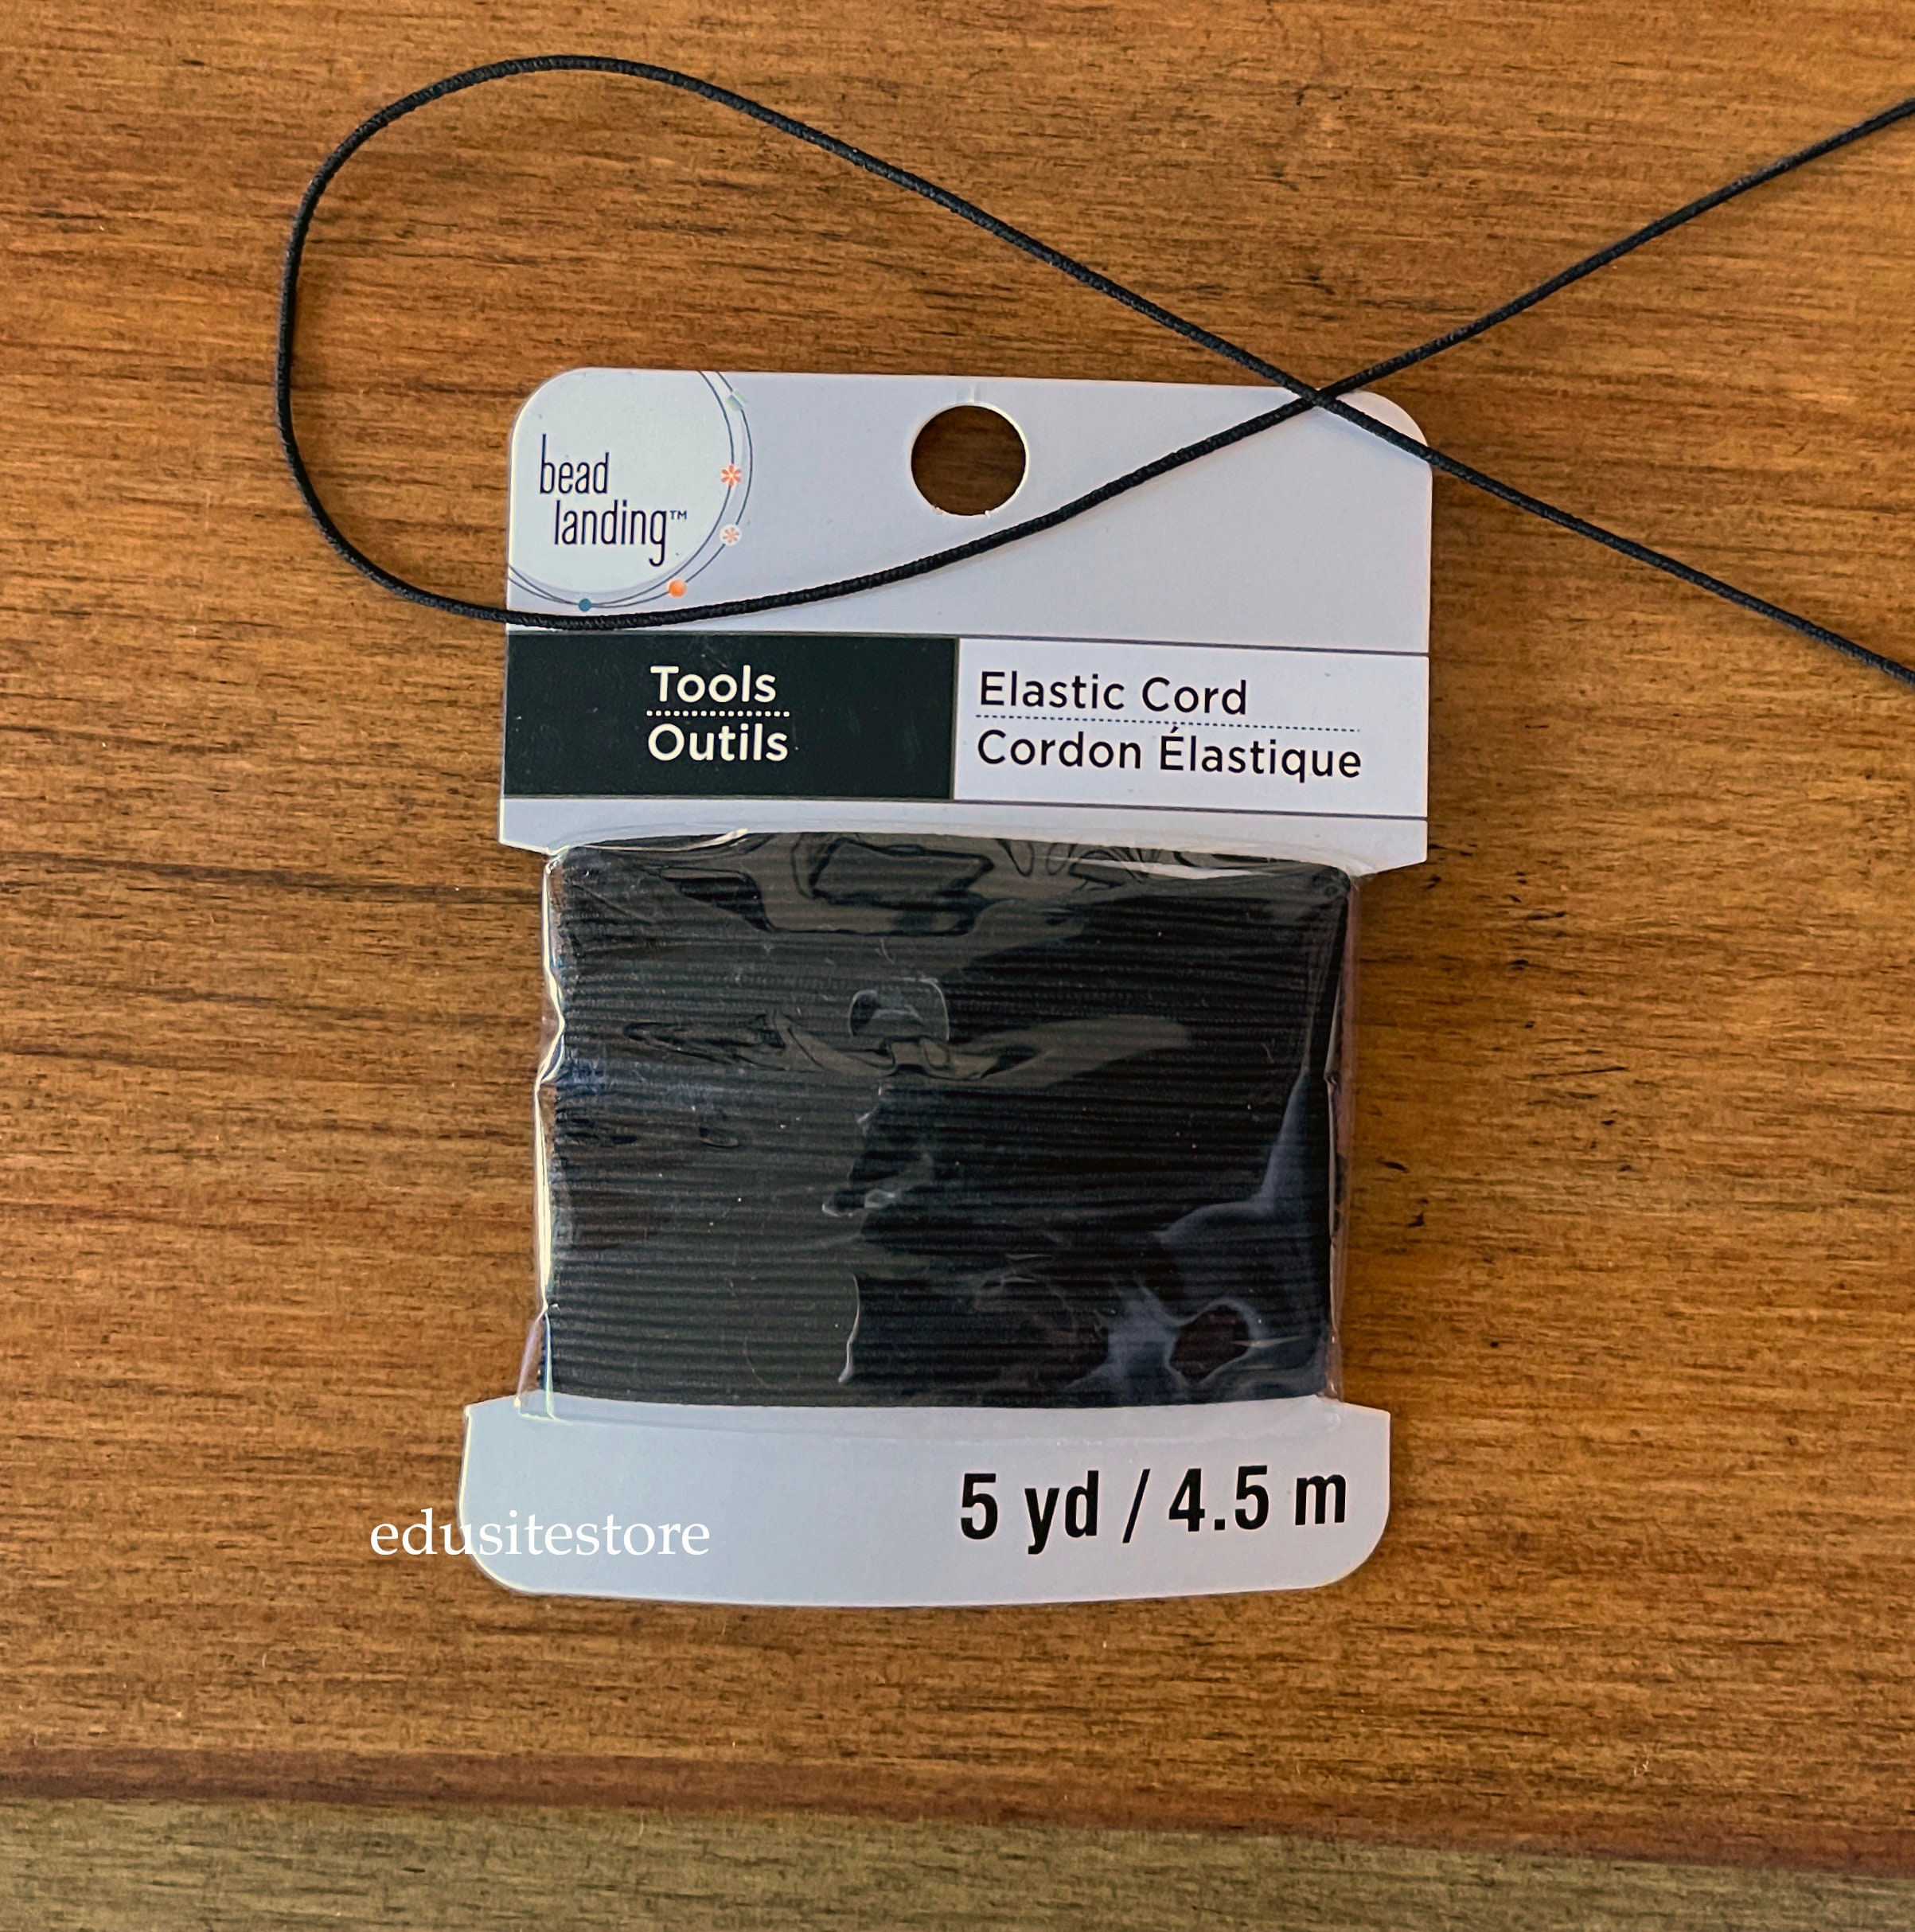 bead
landing™
Tools
Outils
Elastic Cord
Cordon Élastique
5 yd / 4.5 m
edusitestore